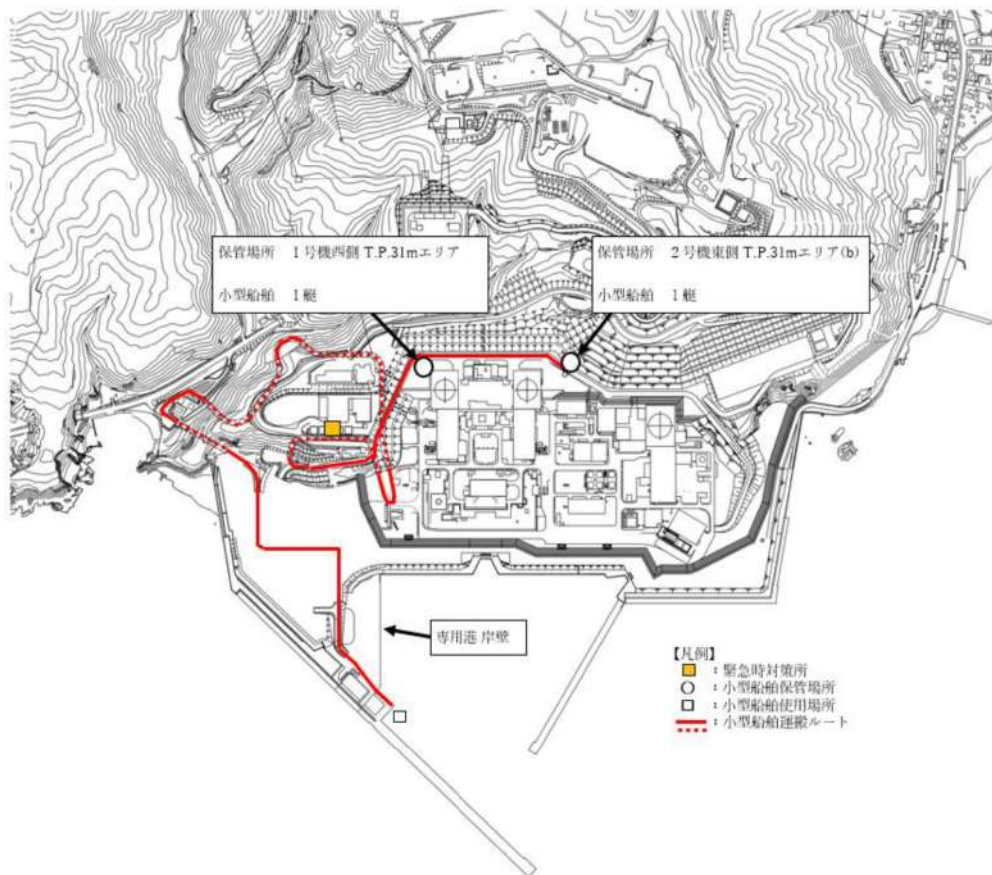 保管場所 1号機西側 T.P.31mエリア
小型船舶 1艇
保管場所 2号機東側 T.P.31mエリア(b)
小型船舶 1艇
専用港 岸壁
【凡例】
：緊急時対策所
：小型船舶保管場所
：小型船舶使用場所
：小型船舶運搬ルート